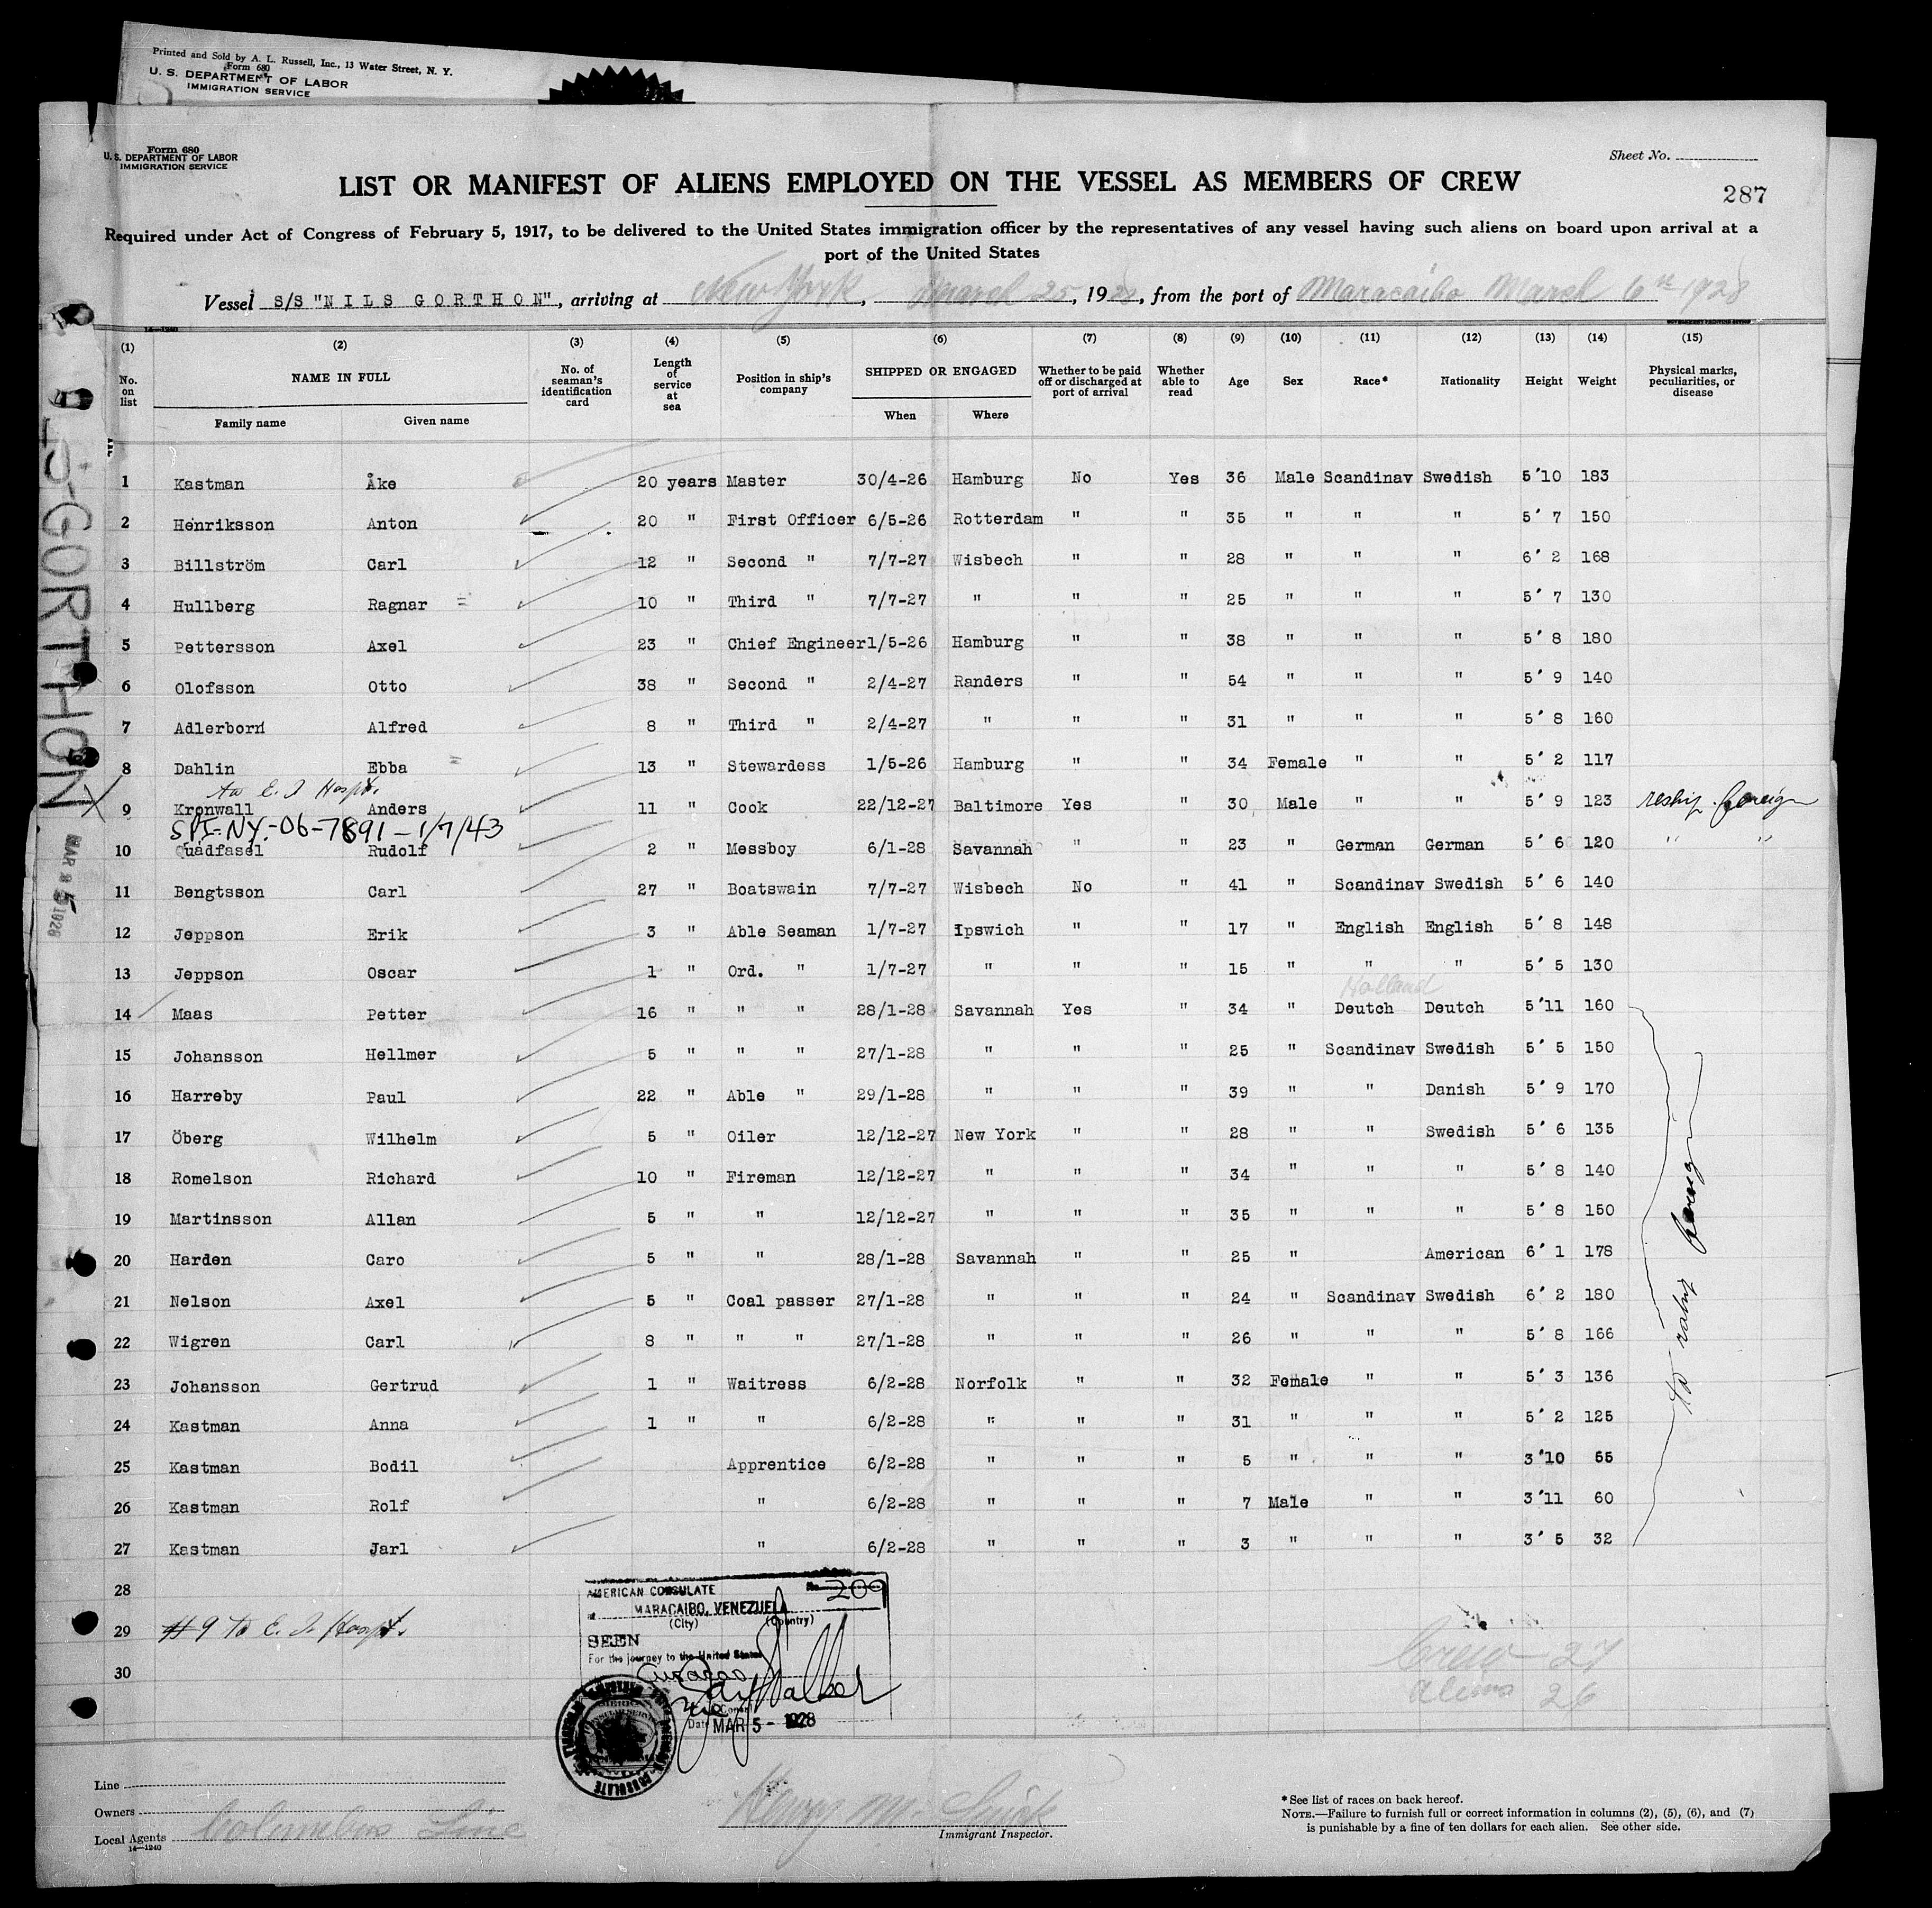 Printed and Sold by A. L. Russell, Inc., 13 Water Street, N. Y.
Form 680
U. S. DEPARTMENT OF LABOR
IMMIGRATION SERVICE
Form 680
U. S. DEPARTMENT OF LABOR
IMMIGRATION SERVICE
Sheet No.
LIST OR MANIFEST OF ALIENS EMPLOYED ON THE VESSEL AS MEMBERS OF CREW
287
Required under Act of Congress of February 5, 1917, to be delivered to the United States immigration officer by the representatives of any vessel having such aliens on board upon arrival at a
port of the United States
Vessel S/S "NILS GORTHON", arriving at New York, March 25, 1928, from the port of Maracaibo March 6th 1928
14—1240
(1) (2) (3) (4) (5) (6) (7) (8) (9) (10) (11) (12) (13) (14) (15)
No. on list NAME IN FULL No. of seaman's identification card Length of service at sea Position in ship's company SHIPPED OR ENGAGED Whether to be paid off or discharged at port of arrival Whether able to read Age Sex Race* Nationality Height Weight Physical marks, peculiarities, or disease
Family name Given name When Where
1 Kastman Åke 20 years Master 30/4-26 Hamburg No Yes 36 Male Scandinav Swedish 5'10 183
2 Henriksson Anton 20 " First Officer 6/5-26 Rotterdam " " 35 " " " 5' 7 150
3 Billström Carl 12 " Second " 7/7-27 Wisbech " " 28 " " " 6' 2 168
4 Hullberg Ragnar 10 " Third " 7/7-27 " " " 25 " " " 5' 7 130
5 Pettersson Axel 23 " Chief Engineer 1/5-26 Hamburg " " 38 " " " 5' 8 180
6 Olofsson Otto 38 " Second " 2/4-27 Randers " " 54 " " " 5' 9 140
7 Adlerborn Alfred 8 " Third " 2/4-27 " " " 31 " " " 5' 8 160
8 Dahlin Ebba 13 " Stewardess 1/5-26 Hamburg " " 34 Female " " 5' 2 117
to E. I Hospt.
9 Kronwall Anders 11 " Cook 22/12-27 Baltimore Yes " 30 Male " " 5' 9 123 reship foreign
SPI-NY.-06-7891-1/7/43
10 Quadfasel Rudolf 2 " Messboy 6/1-28 Savannah " " 23 " German German 5' 6 120 " "
11 Bengtsson Carl 27 " Boatswain 7/7-27 Wisbech No " 41 " Scandinav Swedish 5' 6 140
12 Jeppson Erik 3 " Able Seaman 1/7-27 Ipswich " " 17 " English English 5' 8 148
13 Jeppson Oscar 1 " Ord. " 1/7-27 " " " 15 " " " 5' 5 130
Holland
14 Maas Petter 16 " " " 28/1-28 Savannah Yes " 34 " Deutch Deutch 5'11 160
15 Johansson Hellmer 5 " " " 27/1-28 " " " 25 " Scandinav Swedish 5' 5 150
16 Harreby Paul 22 " Able " 29/1-28 " " " 39 " " Danish 5' 9 170
17 Öberg Wilhelm 5 " Oiler 12/12-27 New York " " 28 " " Swedish 5' 6 135
18 Romelson Richard 10 " Fireman 12/12-27 " " " 34 " " " 5' 8 140
19 Martinsson Allan 5 " " 12/12-27 " " " 35 " " " 5' 8 150
20 Harden Caro 5 " " 28/1-28 Savannah " " 25 " American 6' 1 178
21 Nelson Axel 5 " Coal passer 27/1-28 " " " 24 " Scandinav Swedish 6' 2 180
22 Wigren Carl 8 " " " 27/1-28 " " " 26 " " " 5' 8 166
23 Johansson Gertrud 1 " Waitress 6/2-28 Norfolk " " 32 Female " " 5' 3 136
24 Kastman Anna 1 " " 6/2-28 " " " 31 " " " 5' 2 125
25 Kastman Bodil Apprentice 6/2-28 " " " 5 " " " 3'10 55
26 Kastman Rolf " 6/2-28 " " " 7 Male " " 3'11 60
27 Kastman Jarl " 6/2-28 " " " 3 " " " 3' 5 32
to reship foreign
28
29 #9 to E. I. Hospt.
30
AMERICAN CONSULATE No. 209
at MARACAIBO, VENEZUELA
(City) (Country)
SEEN
For the journey to the United States
Curacao
Consul
Date MAR 5 - 1928
Crew 27
Aliens 26
Line
Owners
Local Agents Columbus Line
14—1240
Immigrant Inspector.
*See list of races on back hereof.
NOTE.—Failure to furnish full or correct information in columns (2), (5), (6), and (7)
is punishable by a fine of ten dollars for each alien. See other side.
S-GORTHON
MAR 25 1928